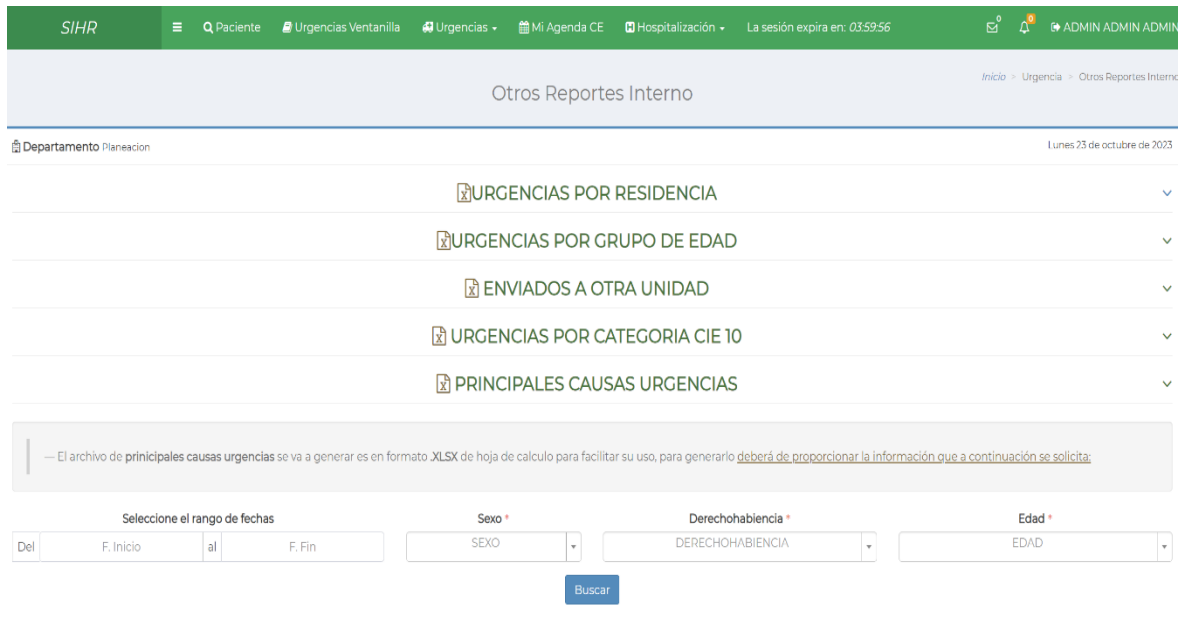 SIHR Paciente Urgencias Ventanilla Urgencias Mi Agenda CE Hospitalización La sesión expira en: 03:59:56 0 0 ADMIN ADMIN ADMIN
Inicio > Urgencia > Otros Reportes Interno
Otros Reportes Interno
Departamento Planeacion Lunes 23 de octubre de 2023
URGENCIAS POR RESIDENCIA
URGENCIAS POR GRUPO DE EDAD
ENVIADOS A OTRA UNIDAD
URGENCIAS POR CATEGORIA CIE 10
PRINCIPALES CAUSAS URGENCIAS
— El archivo de prinicipales causas urgencias se va a generar es en formato .XLSX de hoja de calculo para facilitar su uso, para generarlo deberá de proporcionar la información que a continuación se solicita:
Seleccione el rango de fechas Sexo * Derechohabiencia * Edad *
Del F. Inicio al F. Fin SEXO DERECHOHABIENCIA EDAD
Buscar